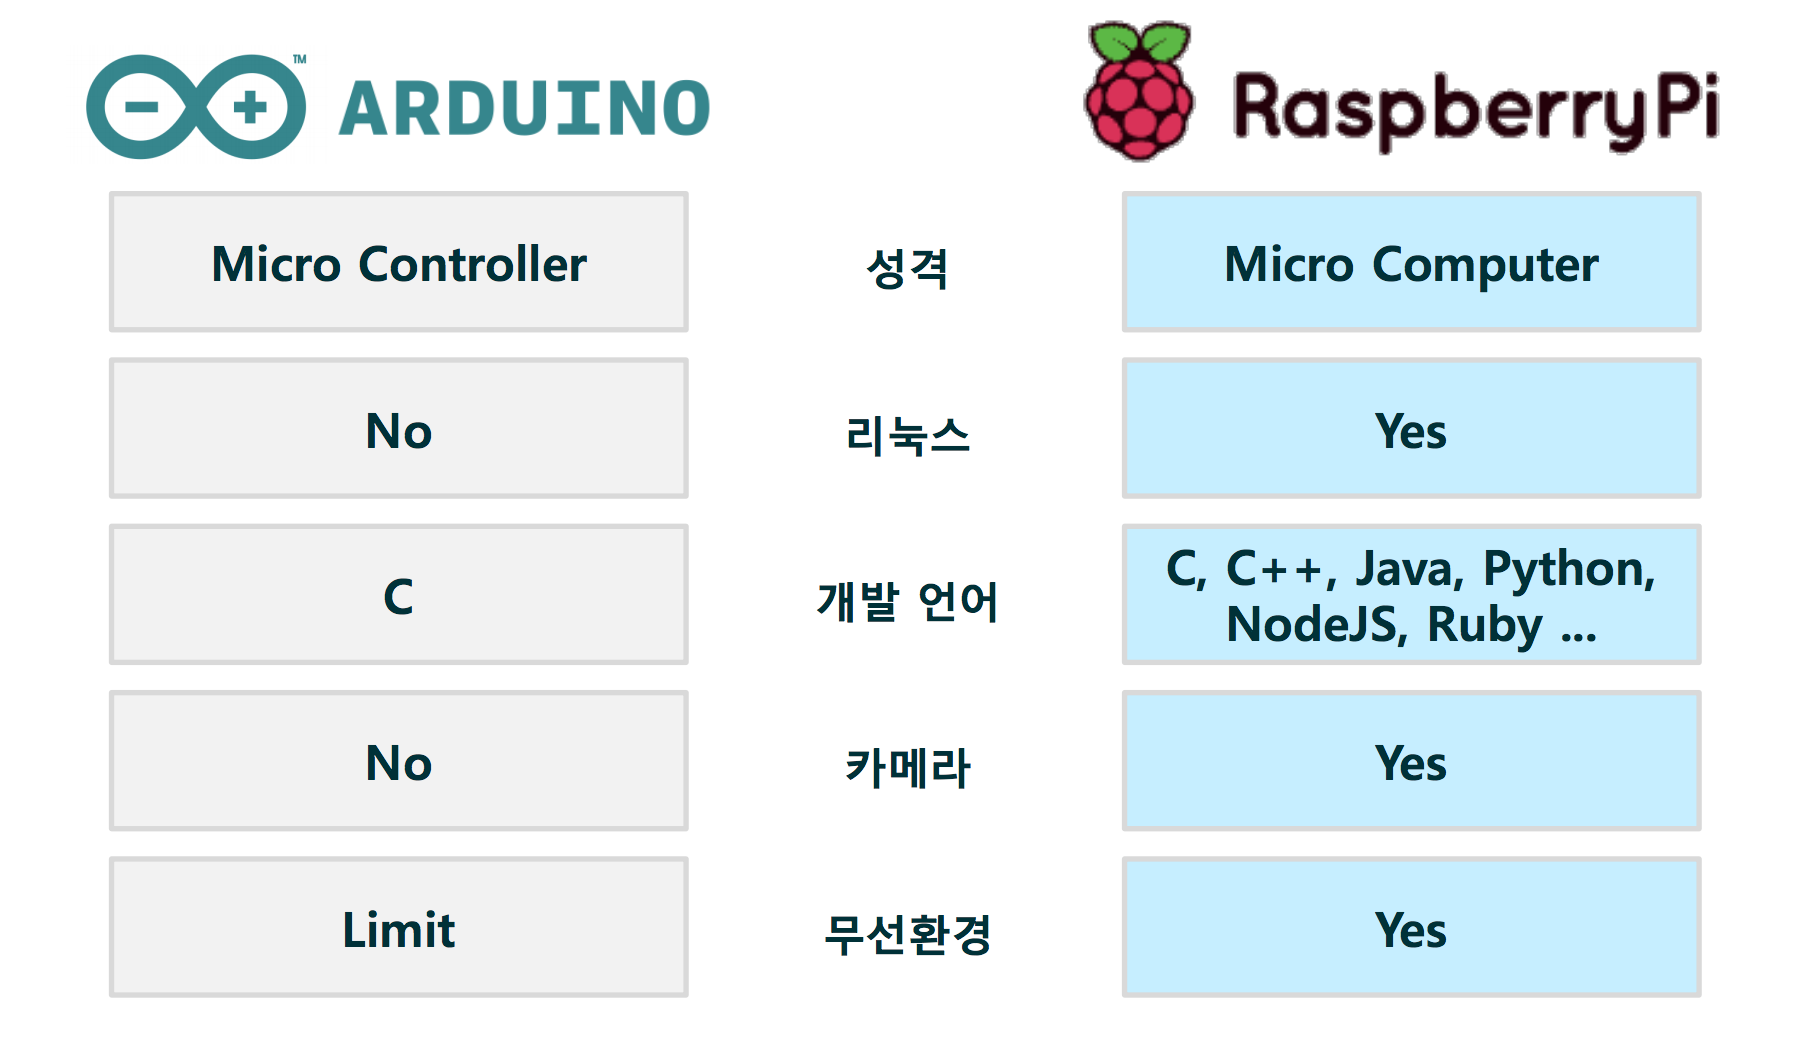 ARDUINO™
RaspberryPi
Micro Controller
성격
Micro Computer
No
리눅스
Yes
C
개발 언어
C, C++, Java, Python,
NodeJS, Ruby ...
No
카메라
Yes
Limit
무선환경
Yes